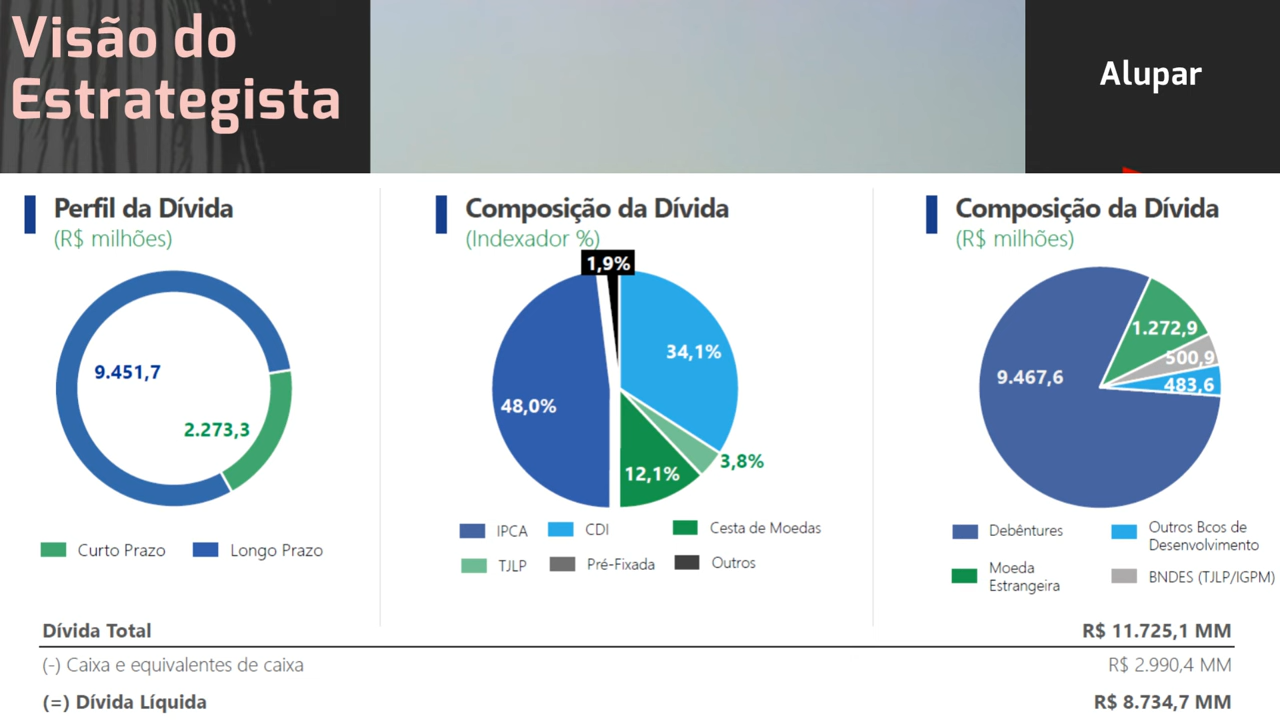 Visão do
Estrategista
Alupar
Perfil da Dívida
(R$ milhões)
9.451,7
2.273,3
Curto Prazo
Longo Prazo
Composição da Dívida
(Indexador %)
1,9%
34,1%
48,0%
3,8%
12,1%
IPCA
CDI
Cesta de Moedas
TJLP
Pré-Fixada
Outros
Composição da Dívida
(R$ milhões)
1.272,9
500,9
9.467,6
483,6
Debêntures
Outros Bcos de
Desenvolvimento
Moeda
Estrangeira
BNDES (TJLP/IGPM)
Dívida Total
R$ 11.725,1 MM
(-) Caixa e equivalentes de caixa
R$ 2.990,4 MM
(=) Dívida Líquida
R$ 8.734,7 MM